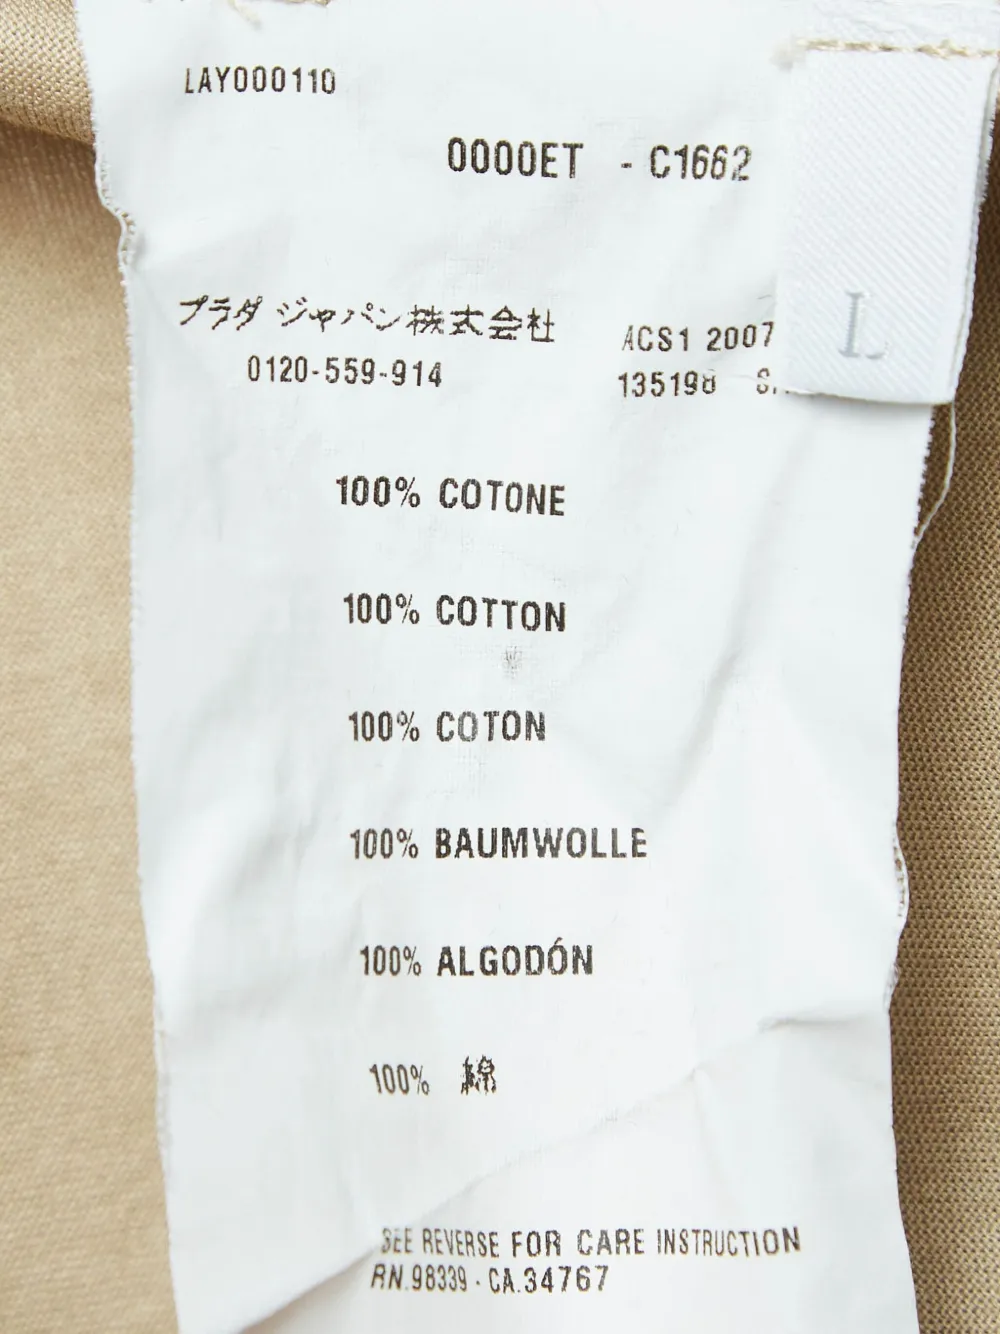 LAY000110
0000ET - C1662
プラダ ジャパン株式会社
0120-559-914
ACS1 2007
L
100% COTONE
100% COTTON
100% COTON
100% BAUMWOLLE
100% ALGODÓN
100% 綿
SEE REVERSE FOR CARE INSTRUCTION
RN.98339 - CA.34767